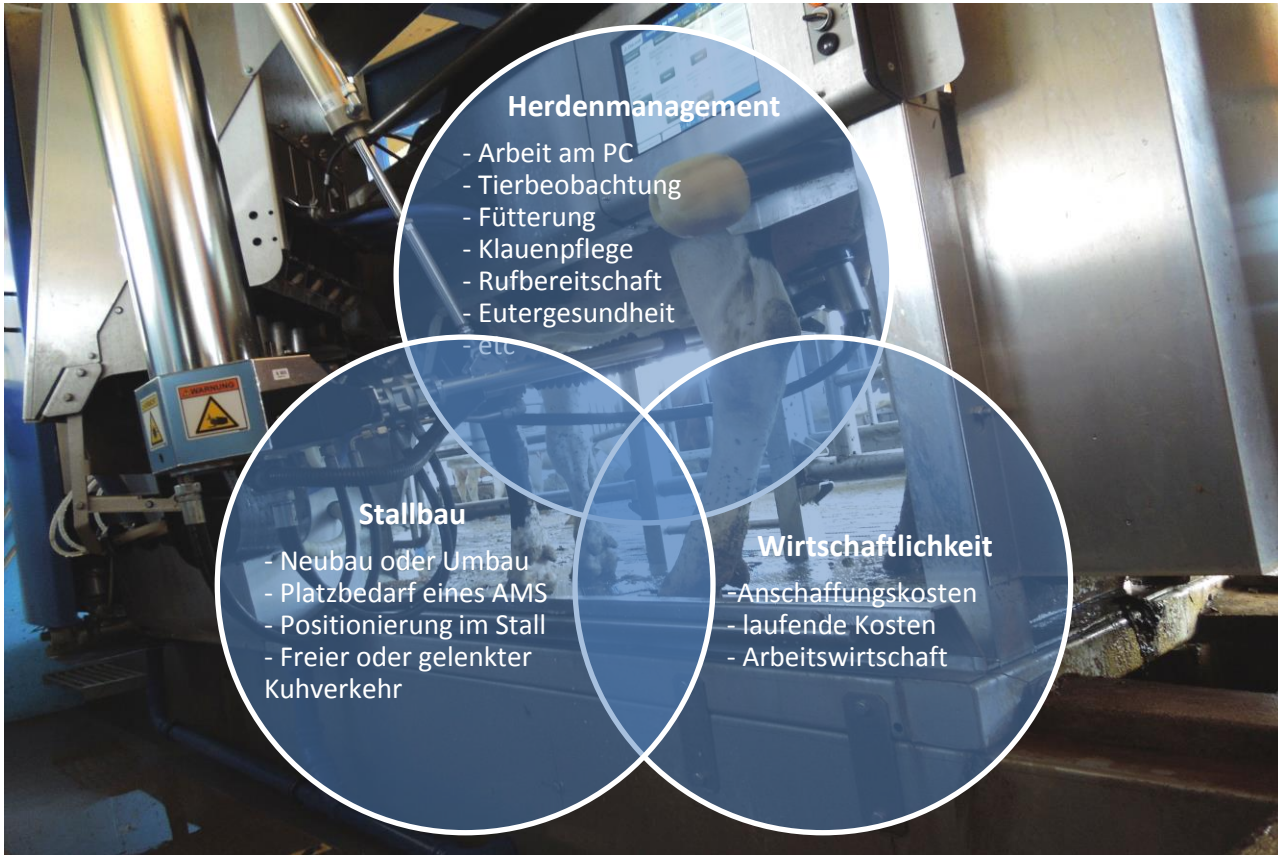 Herdenmanagement
- Arbeit am PC
- Tierbeobachtung
- Fütterung
- Klauenpflege
- Rufbereitschaft
- Eutergesundheit
- etc
WARNUNG
Stallbau
- Neubau oder Umbau
- Platzbedarf eines AMS
- Positionierung im Stall
- Freier oder gelenkter
Kuhverkehr
Wirtschaftlichkeit
-Anschaffungskosten
- laufende Kosten
- Arbeitswirtschaft